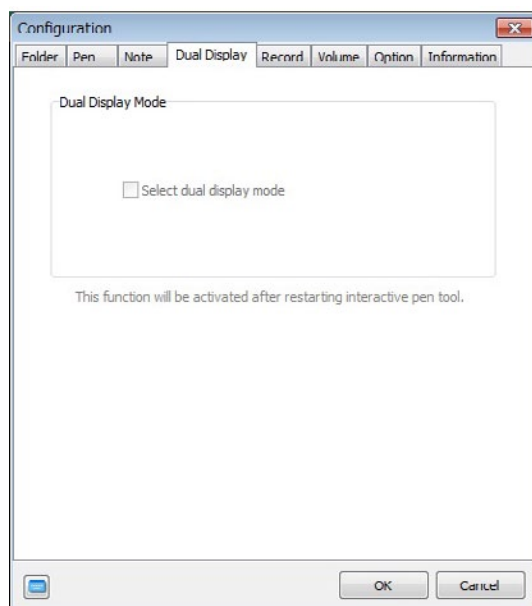 Configuration
Folder Pen Note Dual Display Record Volume Option Information
Dual Display Mode
Select dual display mode
This function will be activated after restarting interactive pen tool.
OK Cancel